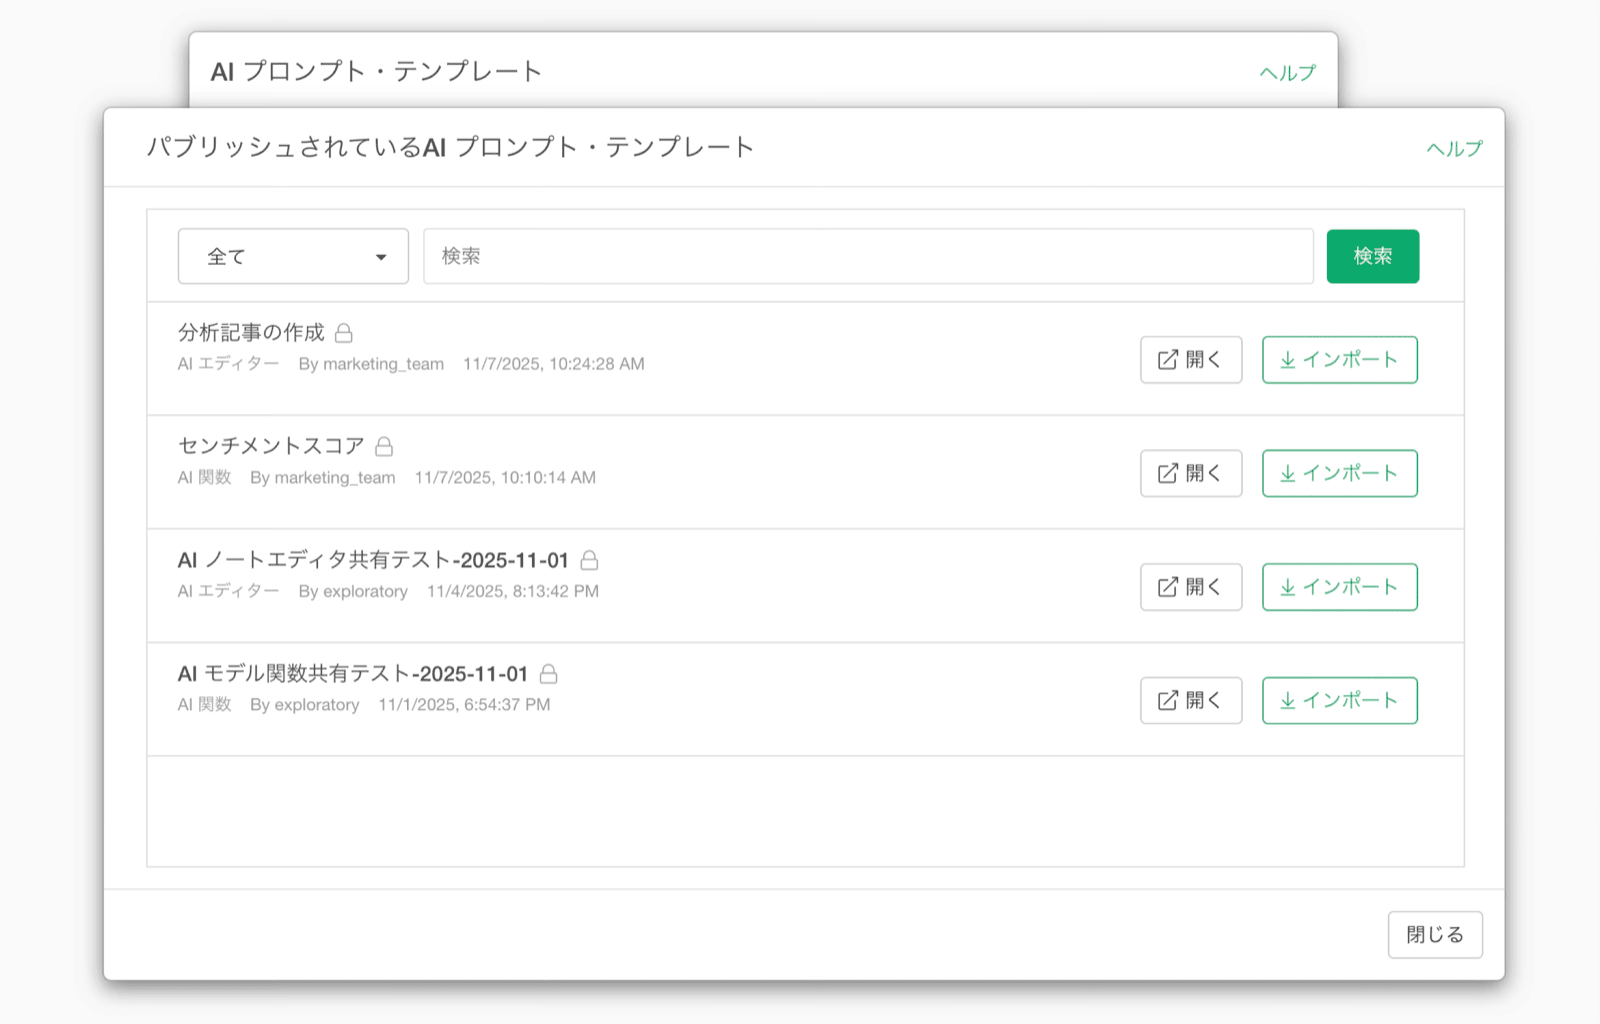 AI プロンプト・テンプレート
ヘルプ
パブリッシュされているAI プロンプト・テンプレート
ヘルプ
全て
検索
検索
分析記事の作成
AI エディター By marketing_team 11/7/2025, 10:24:28 AM
開く
インポート
センチメントスコア
AI 関数 By marketing_team 11/7/2025, 10:10:14 AM
開く
インポート
AI ノートエディタ共有テスト-2025-11-01
AI エディター By exploratory 11/4/2025, 8:13:42 PM
開く
インポート
AI モデル関数共有テスト-2025-11-01
AI 関数 By exploratory 11/1/2025, 6:54:37 PM
開く
インポート
閉じる